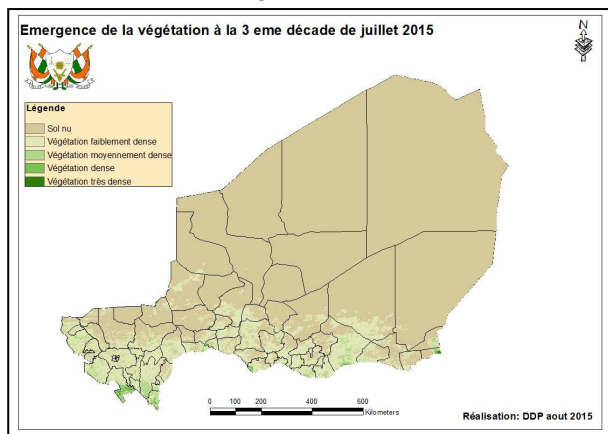 Emergence de la végétation à la 3 eme décade de juillet 2015
N
Légende
Sol nu
Végétation faiblement dense
Végétation moyennement dense
Végétation dense
Végétation très dense
0 100 200 400 600
Kilometers
Réalisation: DDP aout 2015